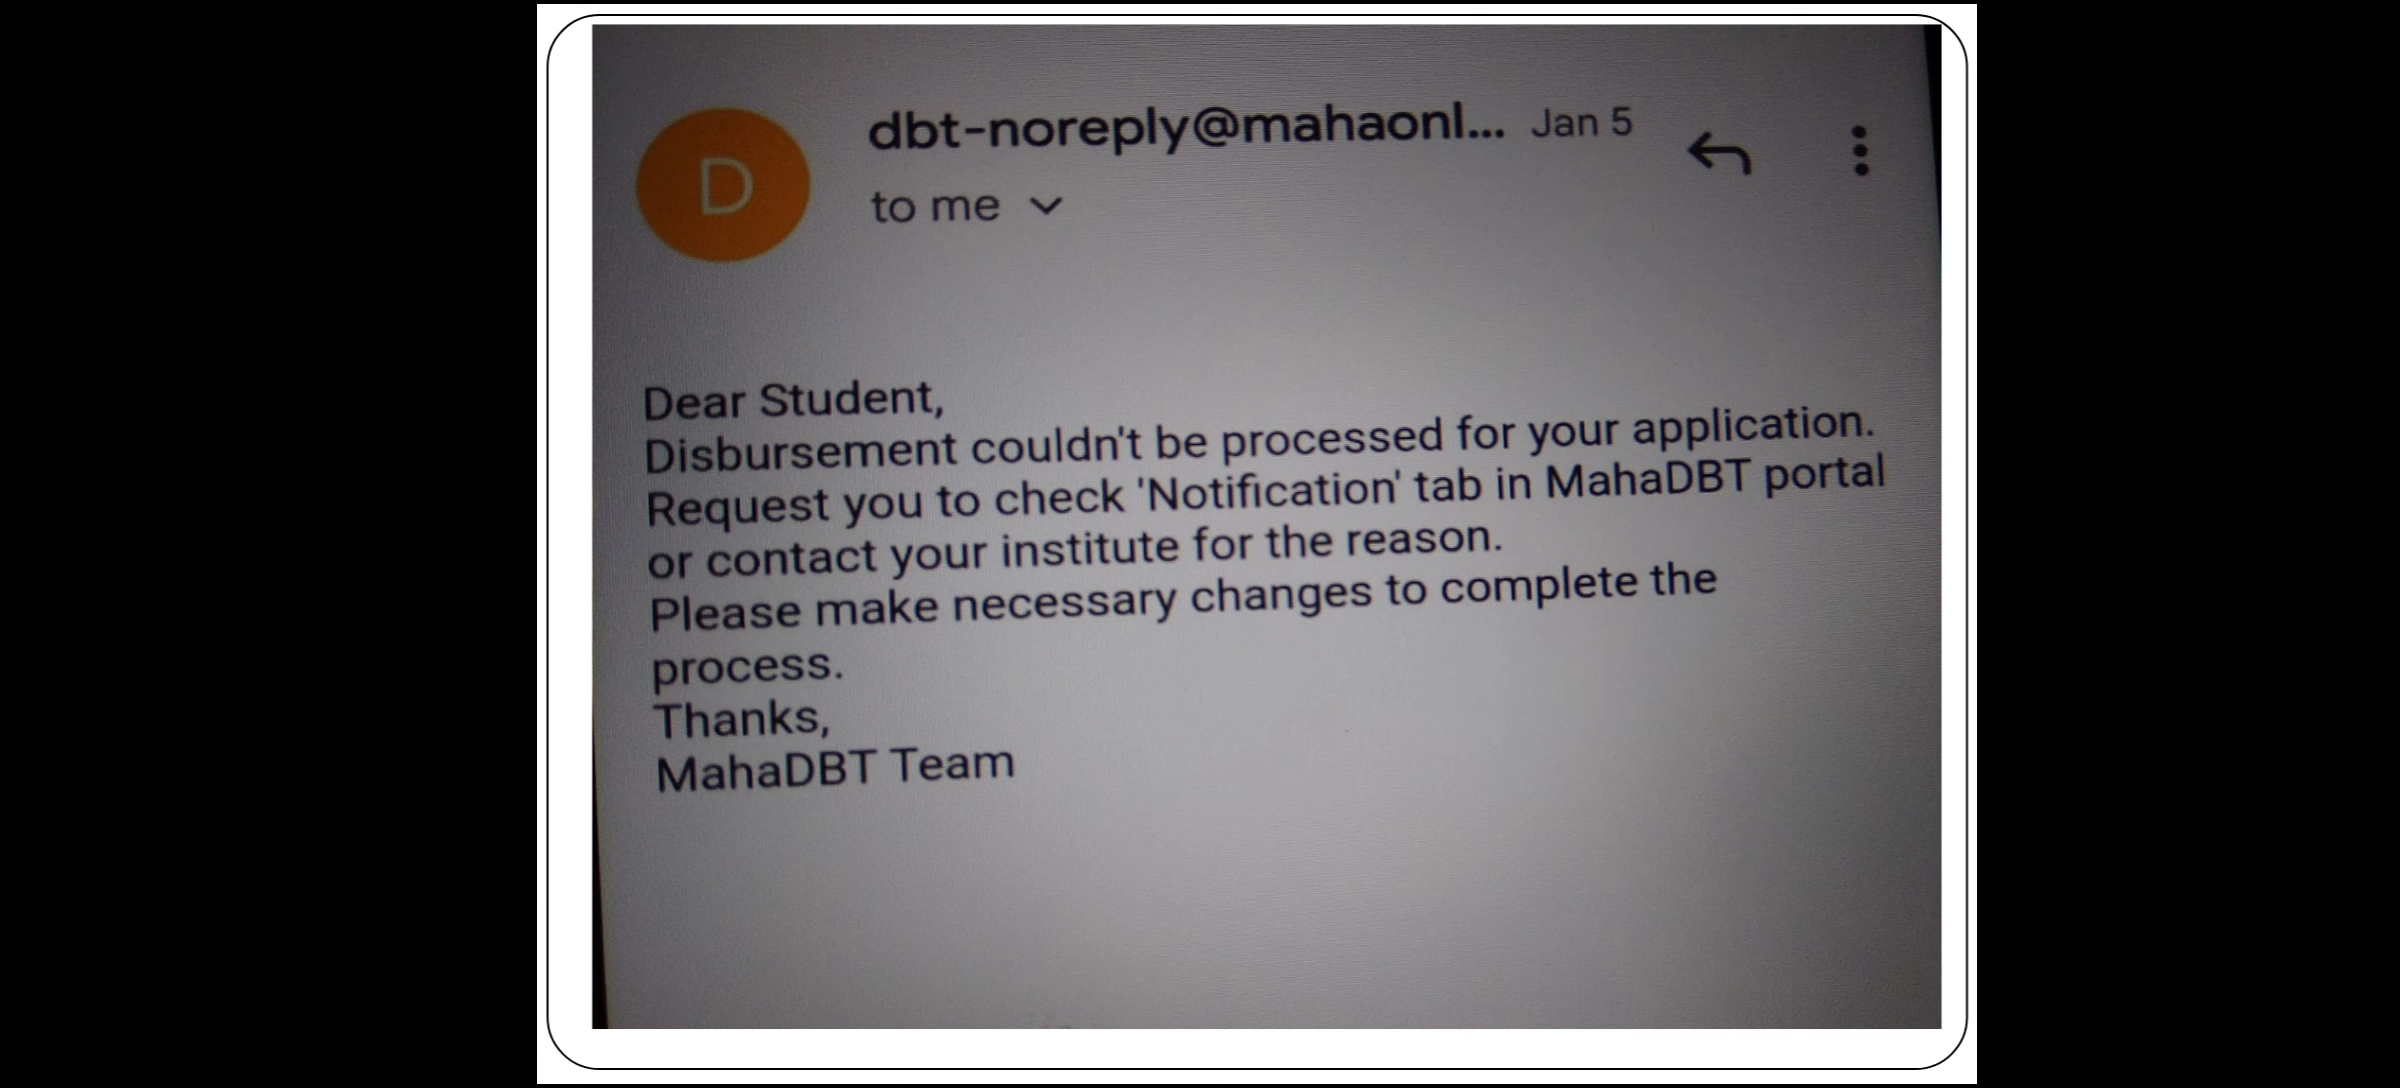 D
dbt-noreply@mahaonl... Jan 5
to me
Dear Student,
Disbursement couldn't be processed for your application.
Request you to check 'Notification' tab in MahaDBT portal
or contact your institute for the reason.
Please make necessary changes to complete the
process.
Thanks,
MahaDBT Team